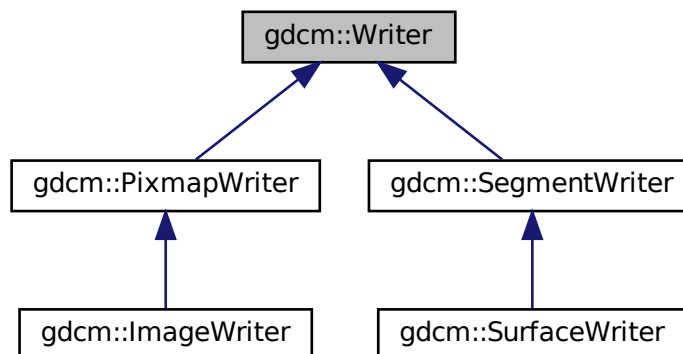 gdcm::Writer
gdcm::PixmapWriter
gdcm::SegmentWriter
gdcm::ImageWriter
gdcm::SurfaceWriter